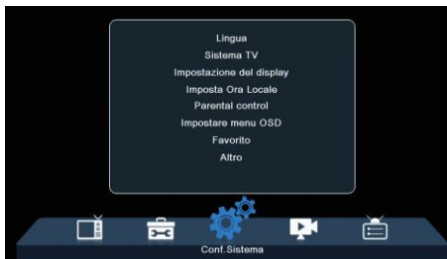 Lingua
Sistema TV
Impostazione del display
Imposta Ora Locale
Parental control
Impostare menu OSD
Favorito
Altro
Conf.Sistema